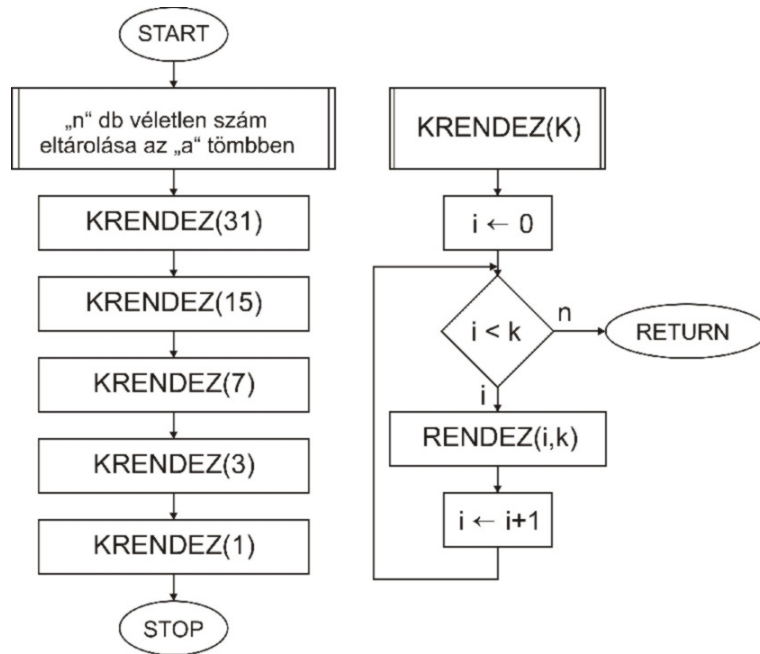 START
„n“ db véletlen szám
eltárolása az „a“ tömbben
KRENDEZ(31)
KRENDEZ(15)
KRENDEZ(7)
KRENDEZ(3)
KRENDEZ(1)
STOP
KRENDEZ(K)
i ← 0
i < k
n
RETURN
i
RENDEZ(i,k)
i ← i+1